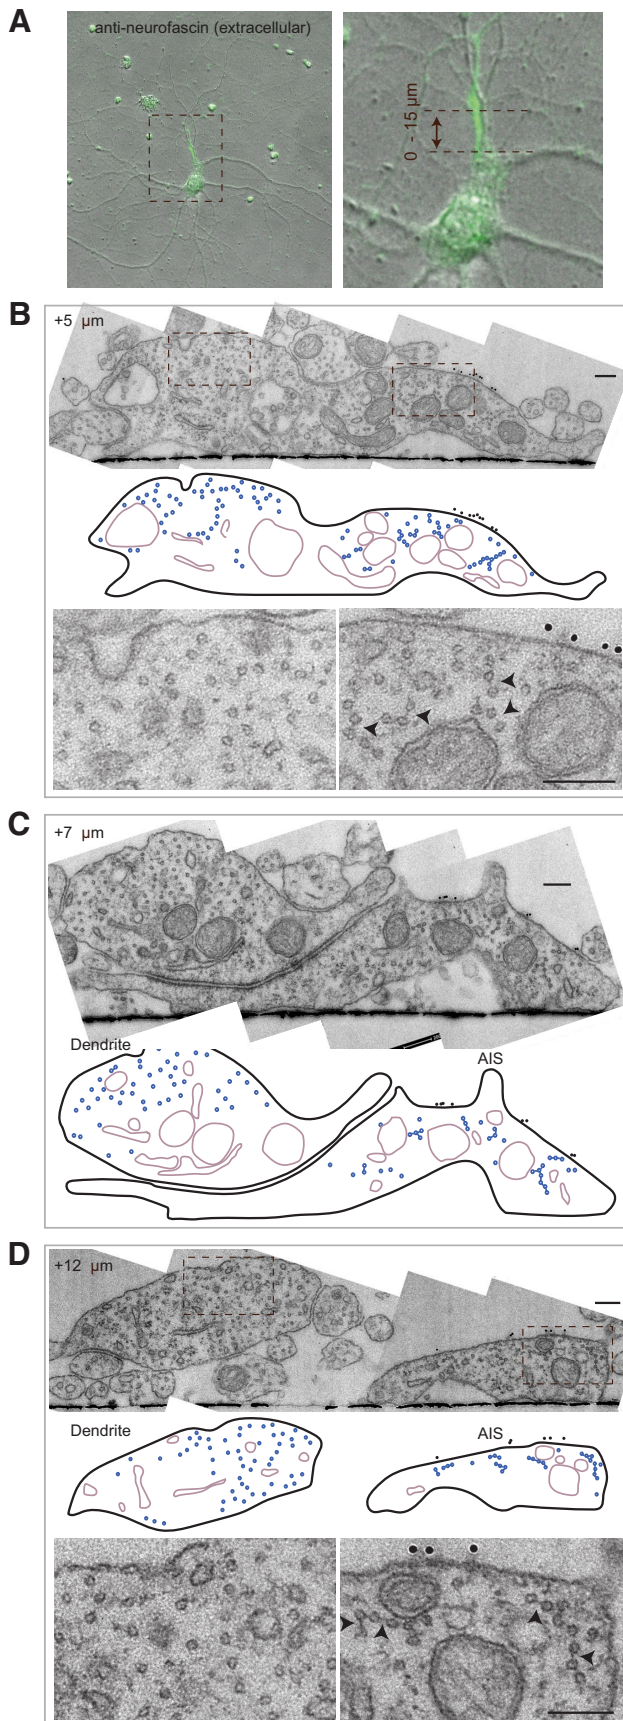 A
anti-neurofascin (extracellular)
0 - 15 µm
B
+5 µm
C
+7 µm
Dendrite
AIS
D
+12 µm
Dendrite
AIS